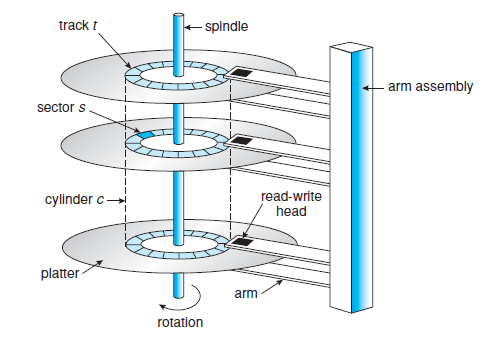 track t
spindle
arm assembly
sector s
cylinder c
read-write
head
platter
arm
rotation